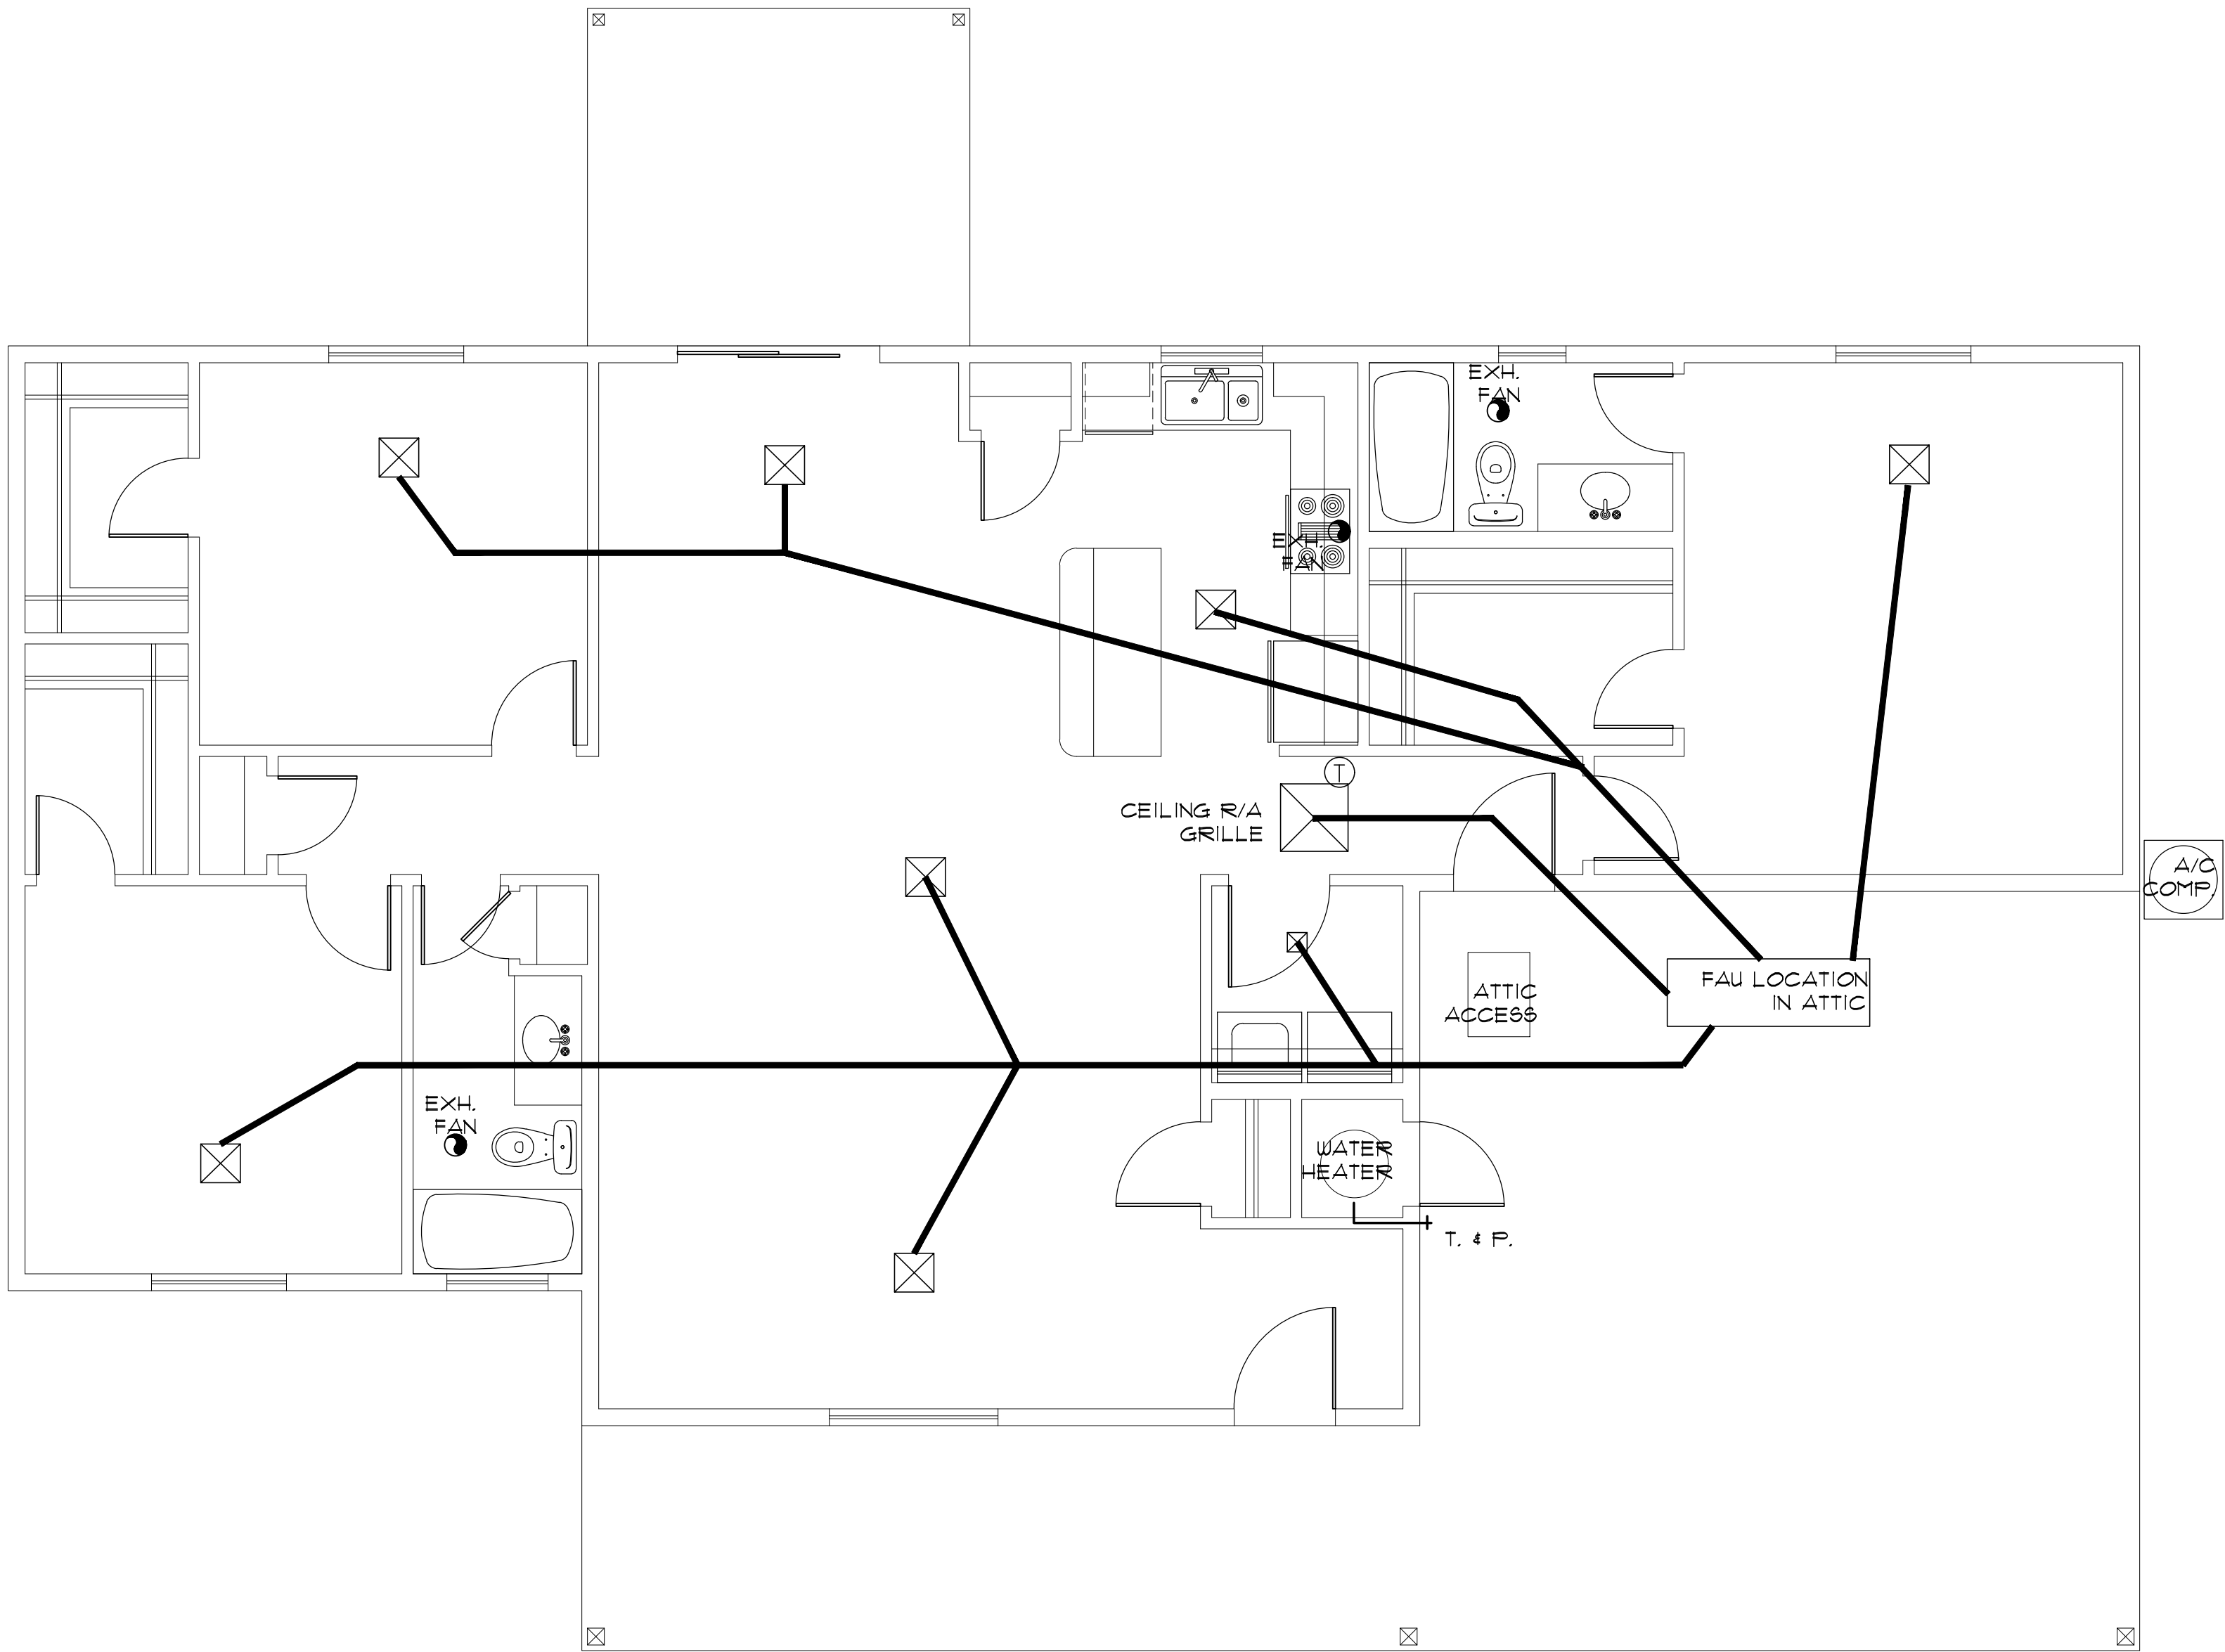 EXH.
FAN
EXH.
FAN
T
CEILING R/A
GRILLE
A/C
COMP.
FAU LOCATION
IN ATTIC
ATTIC
ACCESS
EXH.
FAN
WATER
HEATER
T. & P.